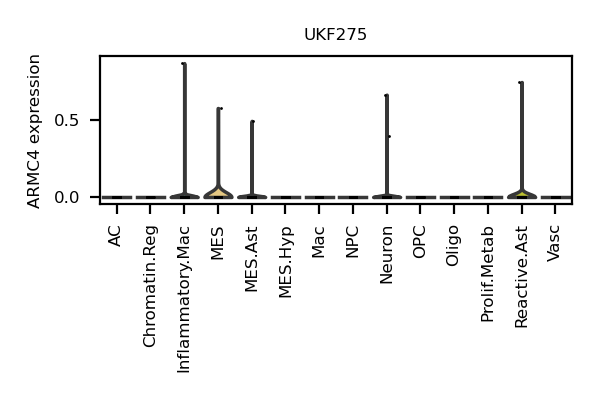 UKF275
ARMC4 expression
0.5
0.0
AC
Chromatin.Reg
Inflammatory.Mac
MES
MES.Ast
MES.Hyp
Mac
NPC
Neuron
OPC
Oligo
Prolif.Metab
Reactive.Ast
Vasc